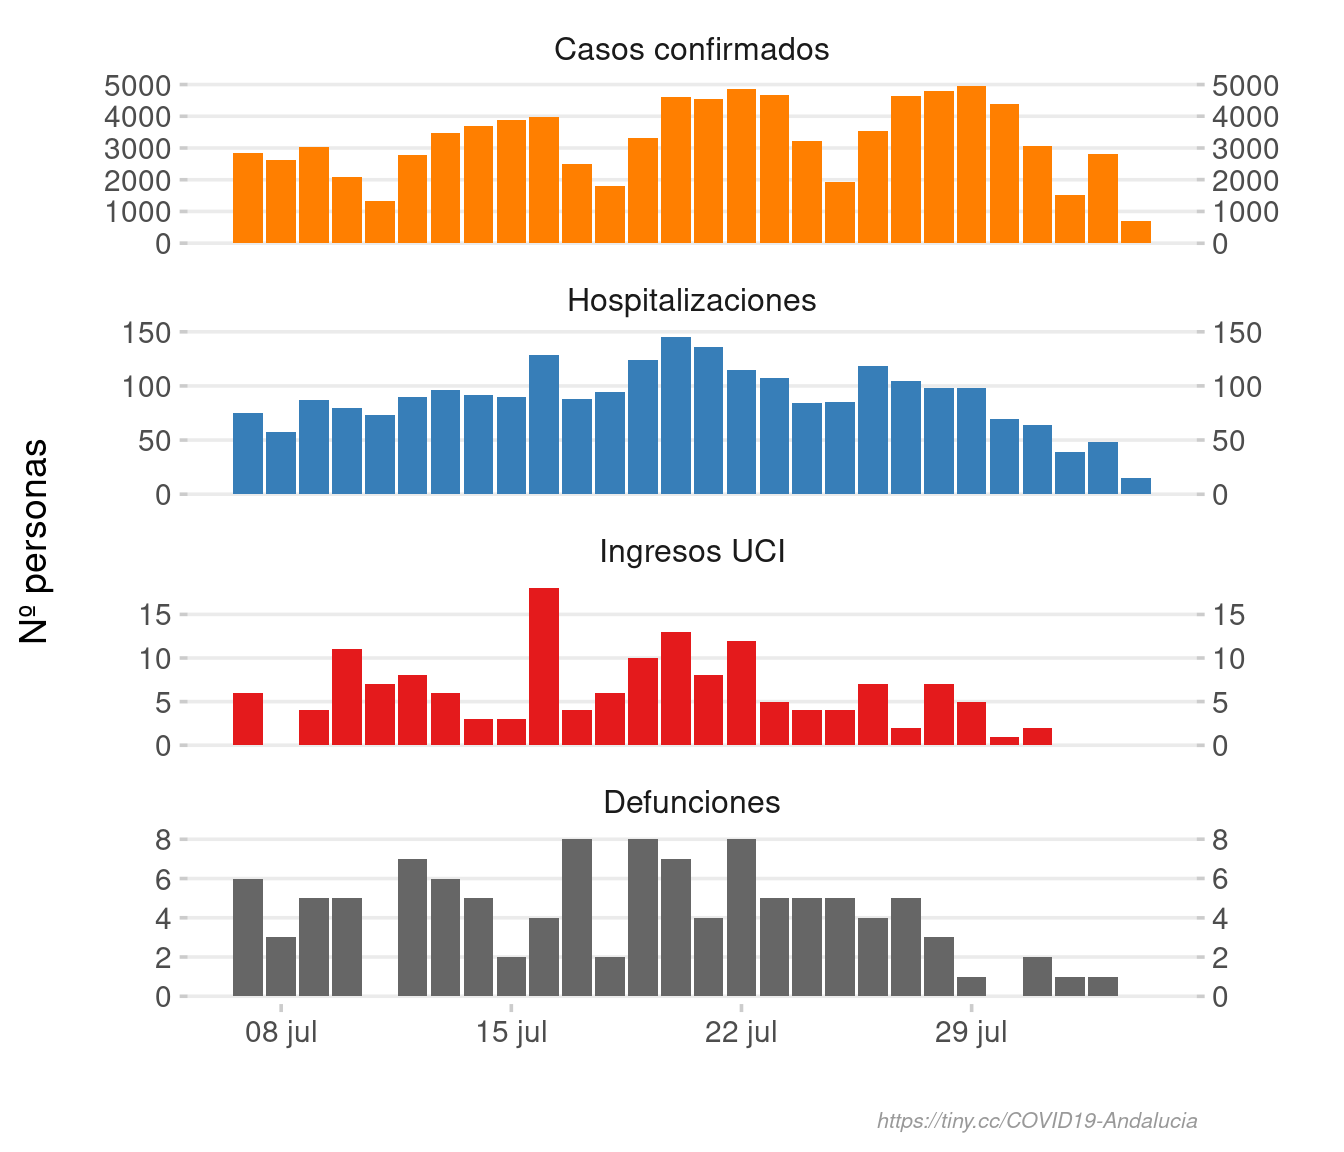 Casos confirmados
5000 5000
4000 4000
3000 3000
2000 2000
1000 1000
0 0
Hospitalizaciones
150 150
100 100
50 50
0 0
Nº personas
Ingresos UCI
15 15
10 10
5 5
0 0
Defunciones
8 8
6 6
4 4
2 2
0 0
08 jul 15 jul 22 jul 29 jul
https://tiny.cc/COVID19-Andalucia